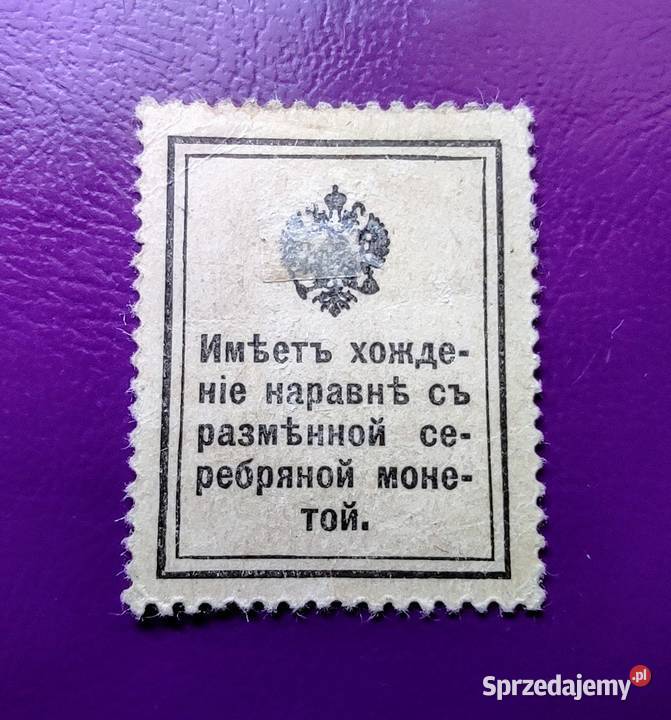 Имѣетъ хожде-
ніе наравнѣ съ
размѣнной се-
ребряной моне-
той.
Sprzedajemy.pl